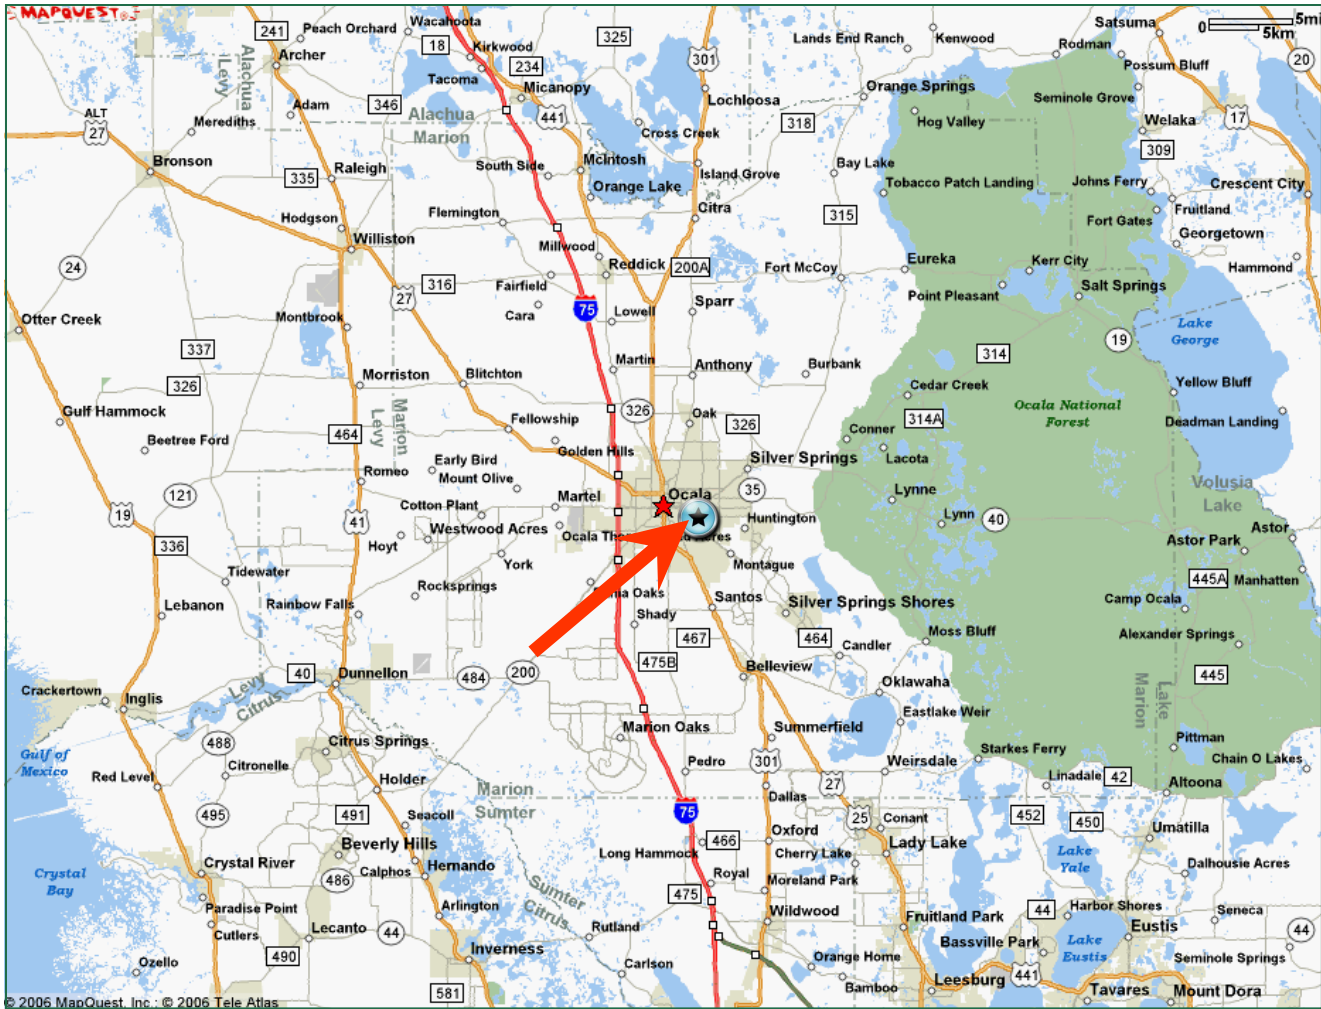 MAPQUEST
Wacahoota
Satsuma
0 5mi
5km
241
Peach Orchard
18
Kirkwood
325
Lands End Ranch
Kenwood
Rodman
Archer
234
301
Possum Bluff
20
Tacoma
Micanopy
Orange Springs
Alachua
Levy
Adam
346
Alachua
Marion
441
Lochloosa
Seminole Grove
ALT
27
Merediths
Cross Creek
318
Hog Valley
Welaka
17
Bronson
Raleigh
South Side
McIntosh
Island Grove
Bay Lake
309
335
Orange Lake
Tobacco Patch Landing
Johns Ferry
Crescent City
Hodgson
Flemington
Citra
315
Fort Gates
Fruitland
Williston
Millwood
Georgetown
24
Reddick
200A
Fort McCoy
Eureka
Kerr City
Hammond
27
316
Fairfield
Point Pleasant
Salt Springs
Otter Creek
Montbrook
Cara
75
Lowell
Sparr
Lake
George
337
19
326
Morriston
Blitchton
Martin
Anthony
Burbank
314
Yellow Bluff
Gulf Hammock
Marion
Levy
Fellowship
326
Oak
326
Cedar Creek
314A
Ocala National
Forest
Deadman Landing
Beetree Ford
464
Golden Hills
Conner
Romeo
Early Bird
Mount Olive
Silver Springs
Lacota
Volusia
Lake
121
Cotton Plant
Martel
Ocala
35
Lynne
19
41
Westwood Acres
Huntington
Lynn
40
Astor
336
Hoyt
Ocala
Astor Park
Tidewater
York
Montague
445A
Manhatten
Rocksprings
Oaks
Santos
Silver Springs Shores
Camp Ocala
Lebanon
Rainbow Falls
Shady
467
464
Candler
Moss Bluff
Alexander Springs
40
Dunnellon
484
200
475B
Belleview
Oklawaha
445
Crackertown
Inglis
Levy
Citrus
Marion Oaks
Summerfield
Eastlake Weir
Marion
Lake
Gulf of
Mexico
488
Citrus Springs
Pittman
Citronelle
Pedro
301
Weirsdale
Starkes Ferry
Chain O Lakes
Red Level
Holder
Marion
Sumter
Dallas
27
Linadale
42
Altoona
495
491
Seacoll
75
25
Conant
452
450
Umatilla
Beverly Hills
466
Oxford
Lady Lake
Crystal River
Calphos
Hernando
Long Hammock
Cherry Lake
Lake
Yale
Dalhousie Acres
Crystal
Bay
486
Sumter
Citrus
Royal
Moreland Park
475
Paradise Point
Arlington
Wildwood
Fruitland Park
44
Harbor Shores
Seneca
Cutlers
Lecanto
44
Rutland
Bassville Park
Lake
Eustis
Eustis
44
490
Inverness
Orange Home
Ozello
Carlson
441
Seminole Springs
581
Bamboo
Leesburg
Tavares
Mount Dora
© 2006 MapQuest, Inc.; © 2006 Tele Atlas